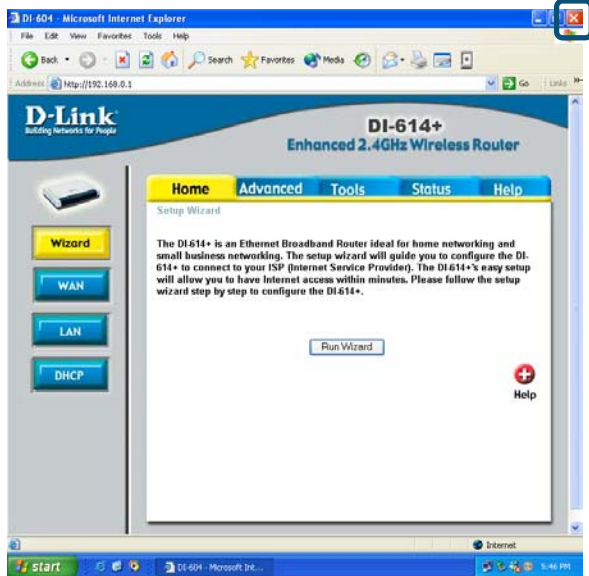 DI-604 - Microsoft Internet Explorer
File Edit View Favorites Tools Help
Back Search Favorites Media
Address http://192.168.0.1 Go Links »
D-Link
Building Networks for People
DI-614+
Enhanced 2.4GHz Wireless Router
Home Advanced Tools Status Help
Setup Wizard
Wizard
WAN
LAN
DHCP
The DI-614+ is an Ethernet Broadband Router ideal for home networking and
small business networking. The setup wizard will guide you to configure the DI-
614+ to connect to your ISP (Internet Service Provider). The DI-614+'s easy setup
will allow you to have Internet access within minutes. Please follow the setup
wizard step by step to configure the DI-614+.
Run Wizard
Help
Internet
start DI-604 - Microsoft Int... 5:46 PM